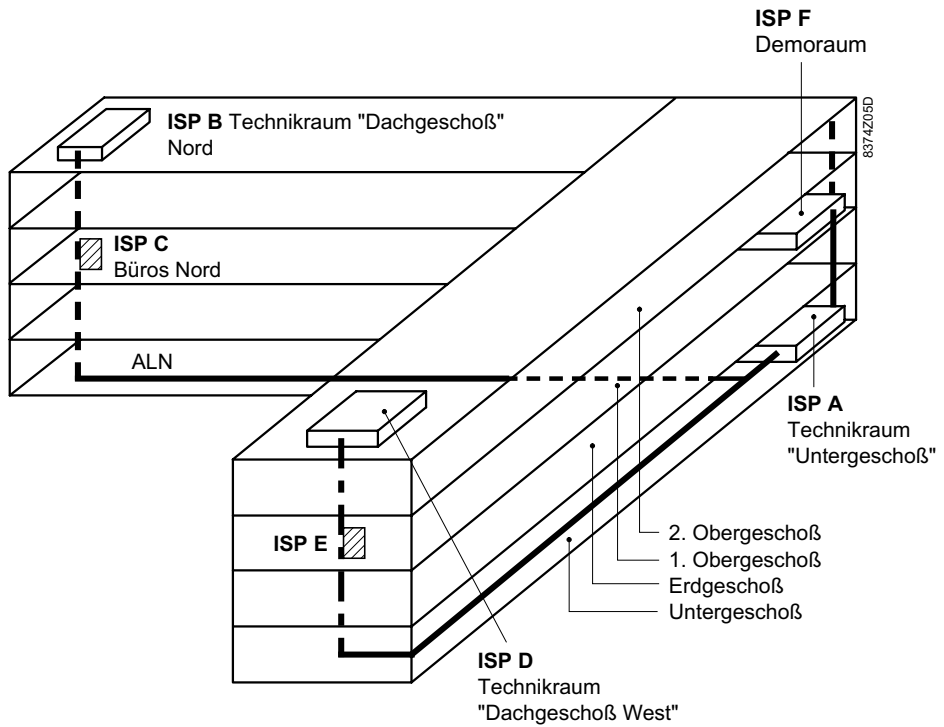 ISP F
Demoraum
8374Z05D
ISP B Technikraum "Dachgeschoß"
Nord
ISP C
Büros Nord
ALN
ISP A
Technikraum
"Untergeschoß"
ISP E
2. Obergeschoß
1. Obergeschoß
Erdgeschoß
Untergeschoß
ISP D
Technikraum
"Dachgeschoß West"